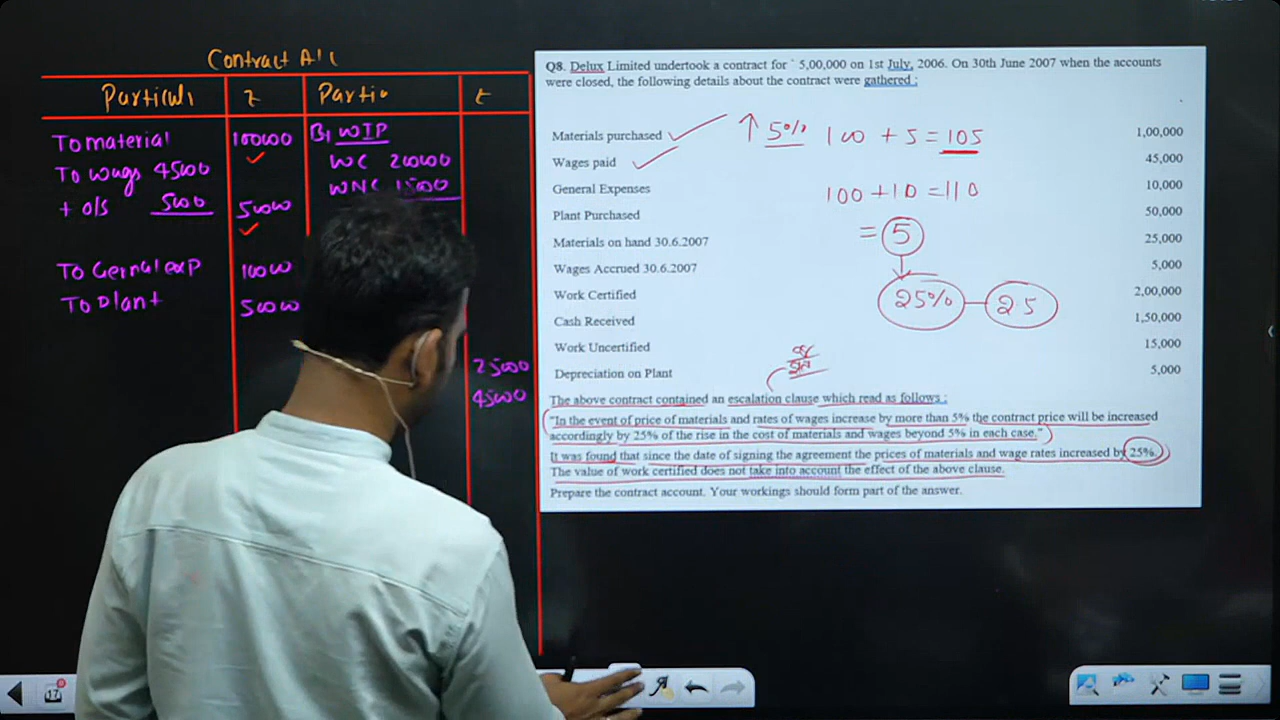 Contract A/C
Particul, ₹ Partic ₹
To material 100000 By WIP
To wages 45000 WC 200000
+ o/s 5000 50000 WNC 15000
To Gernal exp 10000
To Plant 50000
25000
45000
Q8. Delux Limited undertook a contract for ` 5,00,000 on 1st July, 2006. On 30th June 2007 when the accounts
were closed, the following details about the contract were gathered :
Materials purchased ↑ 5% 100 + 5 = 105 1,00,000
Wages paid 45,000
General Expenses 100 + 10 = 110 10,000
Plant Purchased 50,000
Materials on hand 30.6.2007 = 5 25,000
Wages Accrued 30.6.2007 5,000
Work Certified 25% 25 2,00,000
Cash Received 1,50,000
Work Uncertified 15,000
Depreciation on Plant 5,000
The above contract contained an escalation clause which read as follows :
"In the event of price of materials and rates of wages increase by more than 5% the contract price will be increased
accordingly by 25% of the rise in the cost of materials and wages beyond 5% in each case."
It was found that since the date of signing the agreement the prices of materials and wage rates increased by 25%.
The value of work certified does not take into account the effect of the above clause.
Prepare the contract account. Your workings should form part of the answer.
17